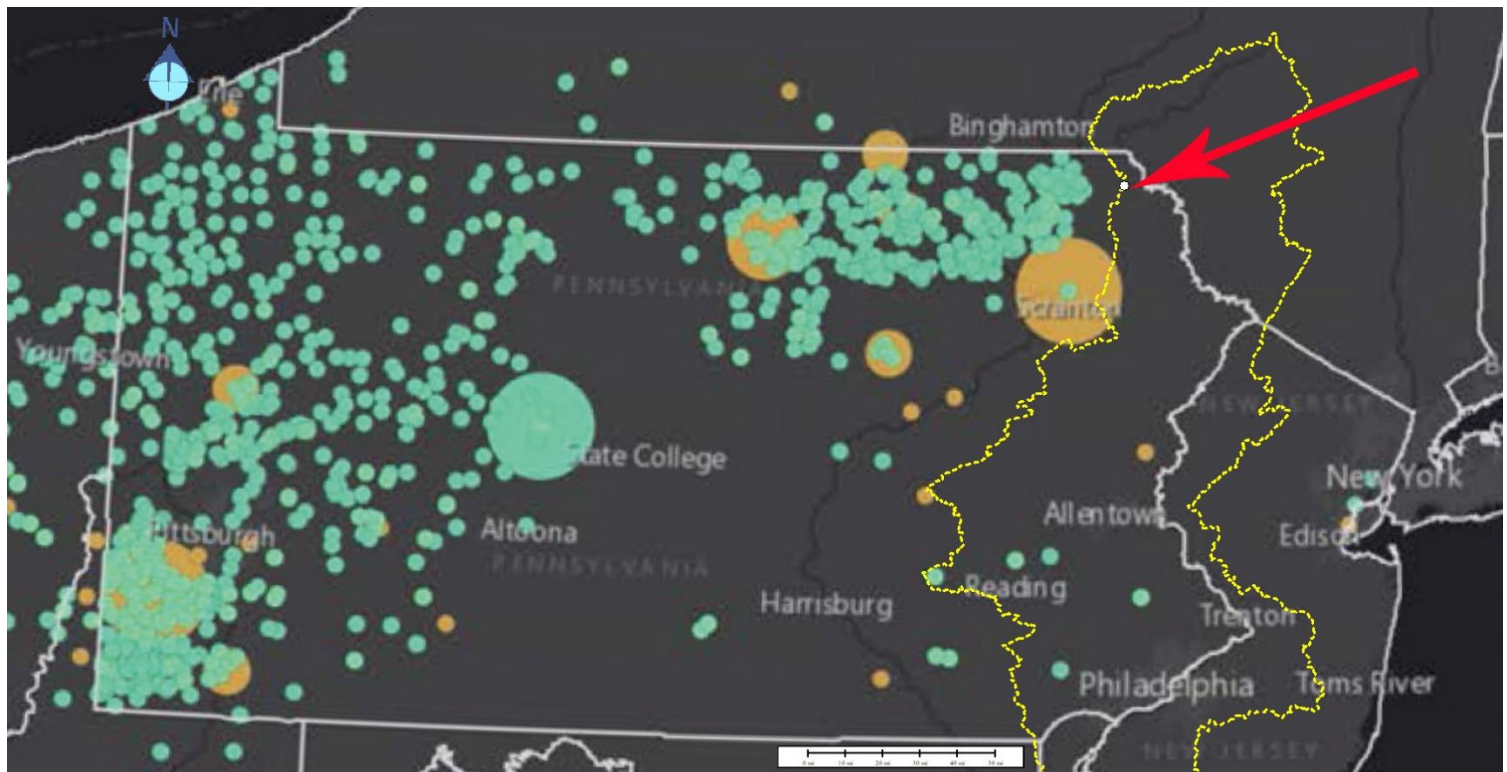 N
Erie
Binghamton
PENNSYLVANIA
Scranton
Youngstown
NEW JERSEY
State College
New York
Allentown
Pittsburgh
Altoona
Edison
PENNSYLVANIA
Reading
Harrisburg
Trenton
Philadelphia
Toms River
NEW JERSEY